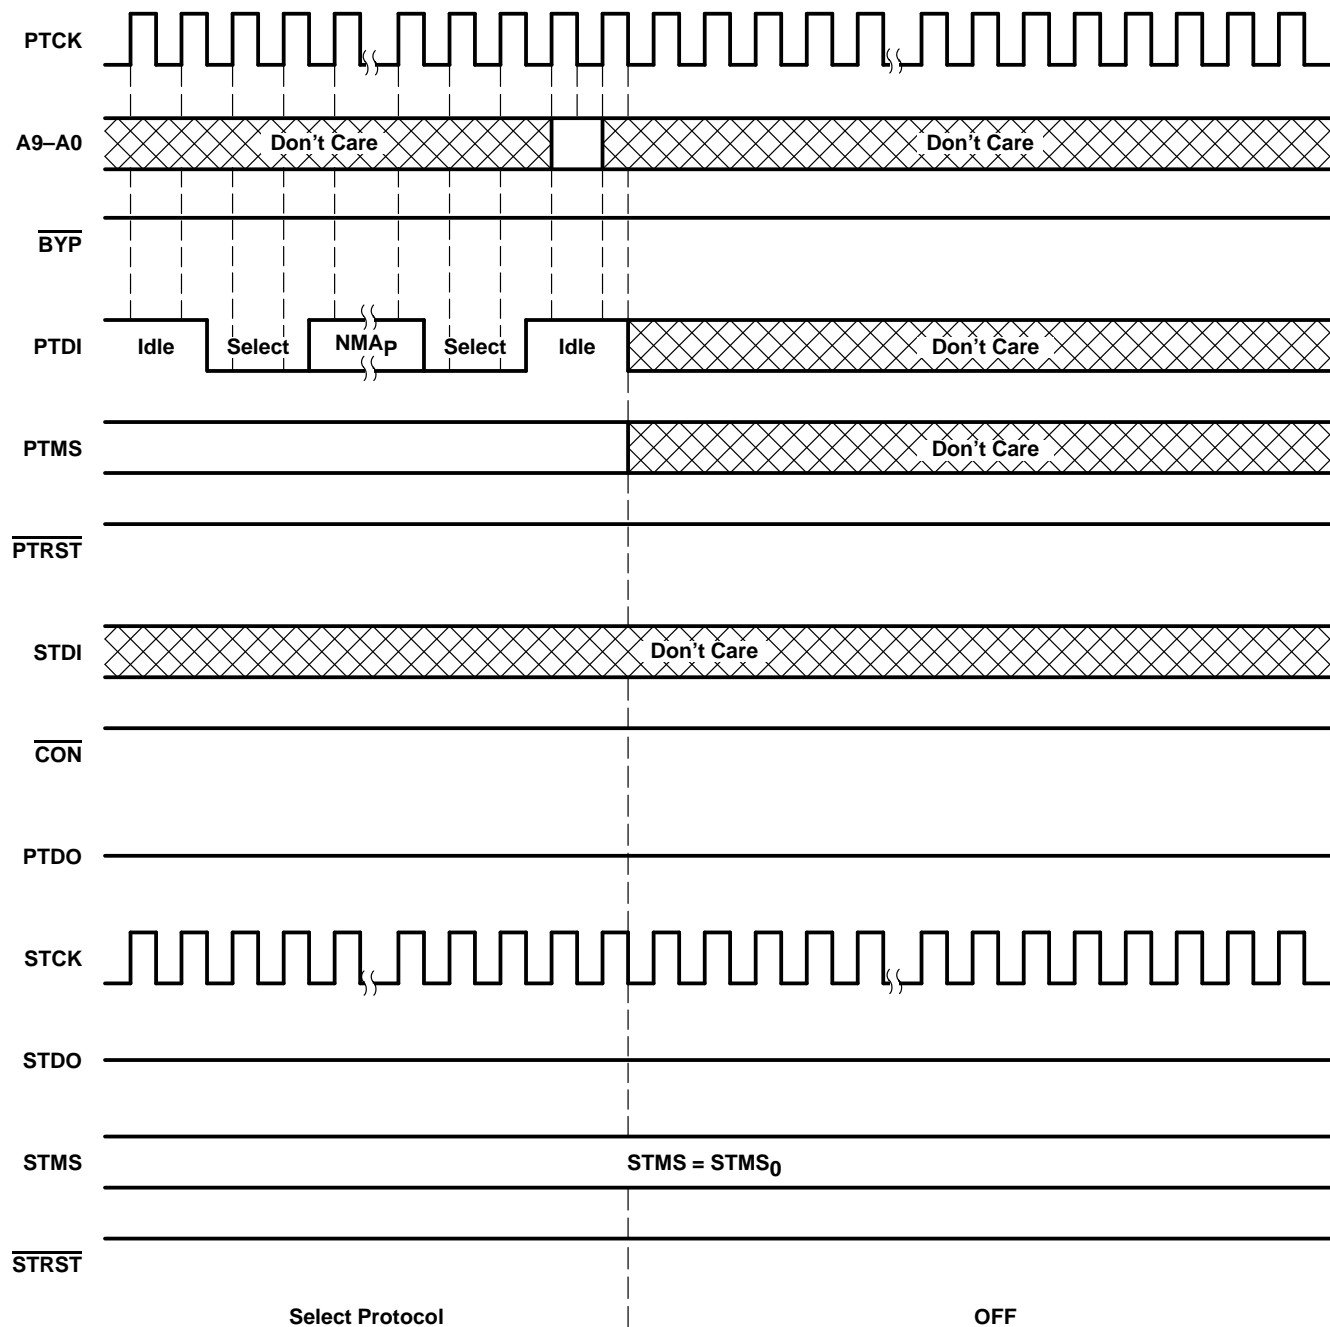 PTCK
A9–A0 Don't Care Don't Care
BYP
PTDI Idle Select NMAP Select Idle Don't Care
PTMS Don't Care
PTRST
STDI Don't Care
CON
PTDO
STCK
STDO
STMS STMS = STMS0
STRST
Select Protocol OFF